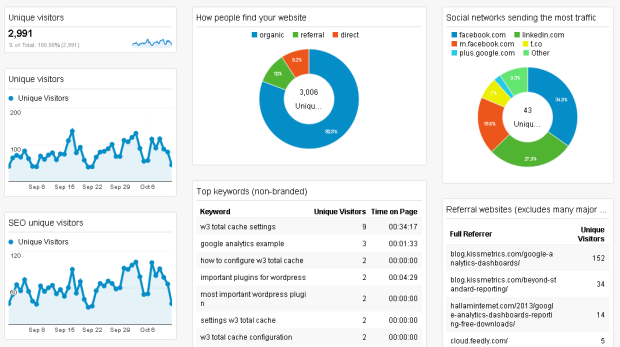 Unique visitors
2,991
% of Total: 100.00% (2,991)
Unique visitors
Unique Visitors
200
100
Sep 8 Sep 15 Sep 22 Sep 29 Oct 6
SEO unique visitors
Unique Visitors
120
60
Sep 8 Sep 15 Sep 22 Sep 29 Oct 6
How people find your website
organic referral direct
9.2%
10%
3,006
Uniqu...
Top keywords (non-branded)
Keyword Unique Visitors Time on Page
w3 total cache settings 9 00:34:17
google analytics example 3 00:01:33
how to configure w3 total cache 2 00:00:00
important plugins for wordpress 2 00:04:29
most important wordpress plugi
n 2 00:00:00
settings w3 total cache 2 00:00:00
w3 total cache configuration 2 00:00:00
Social networks sending the most traffic
facebook.com linkedin.com
m.facebook.com t.co
plus.google.com Other
34.9%
43
Uniqu...
Referral websites (excludes many major ...
Full Referrer Unique
Visitors
blog.kissmetrics.com/google-a
nalytics-dashboards/ 152
blog.kissmetrics.com/beyond-st
andard-reporting/ 34
hallaminternet.com/2013/googl
e-analytics-dashboards-reporti
ng-free-downloads/ 14
cloud.feedly.com/ 5